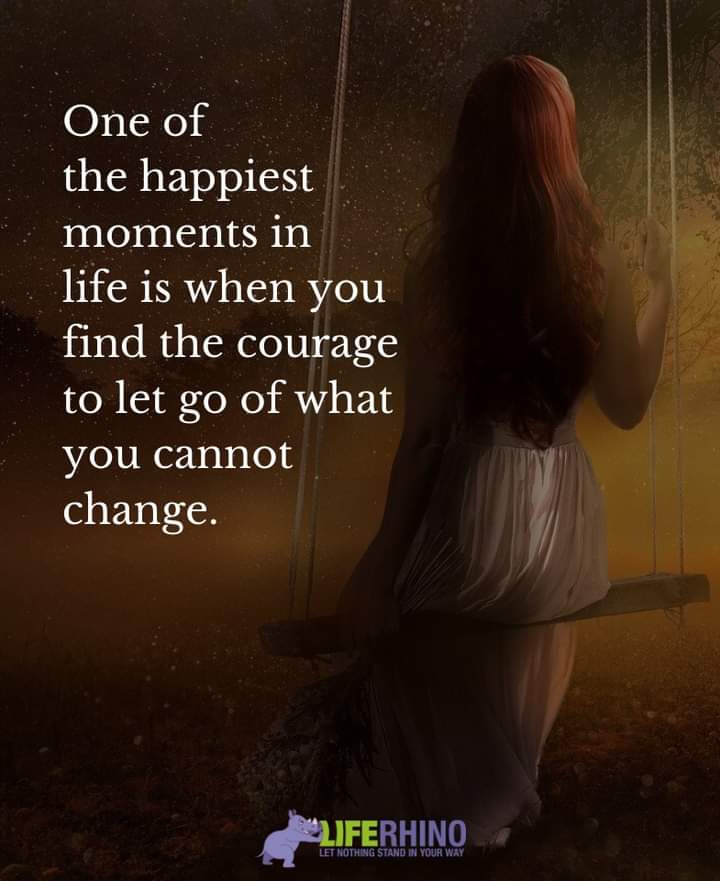 One of
the happiest
moments in
life is when you
find the courage
to let go of what
you cannot
change.
LIFERHINO
LET NOTHING STAND IN YOUR WAY